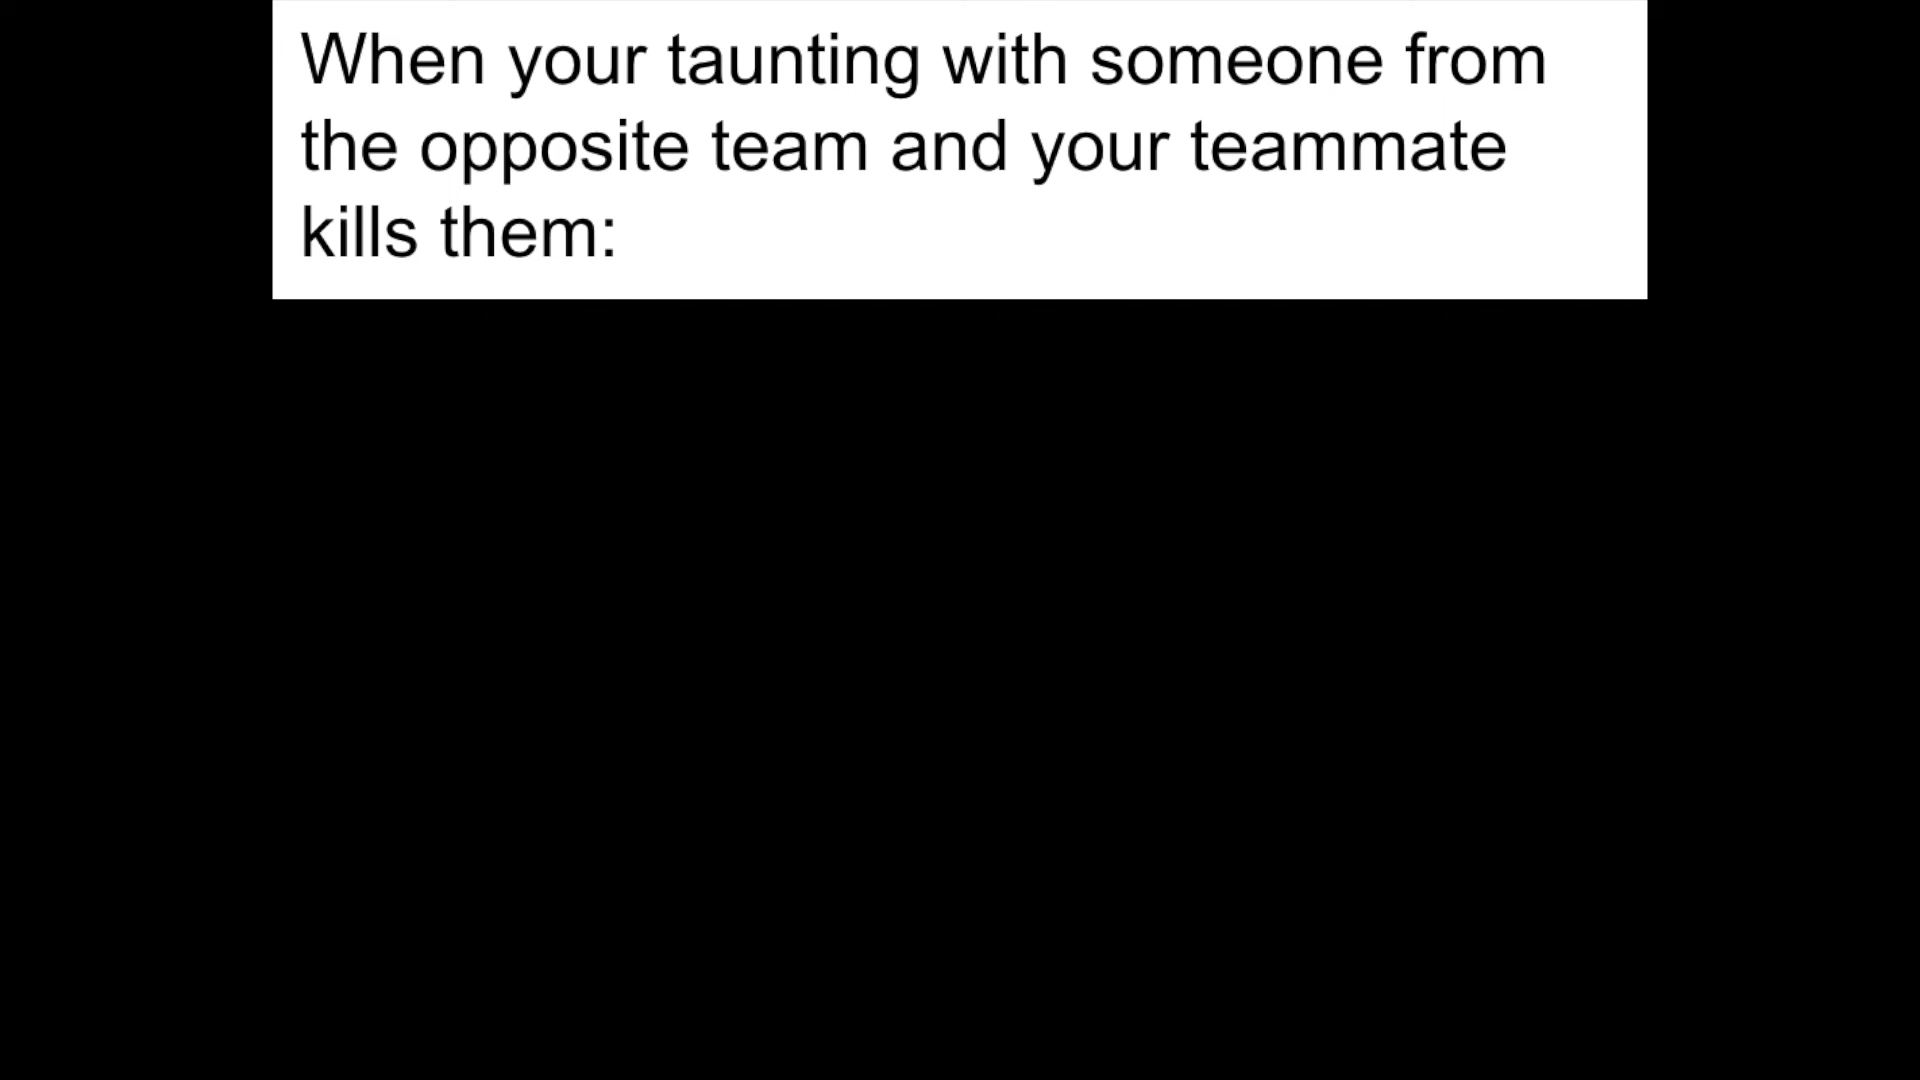 When your taunting with someone from
the opposite team and your teammate
kills them: